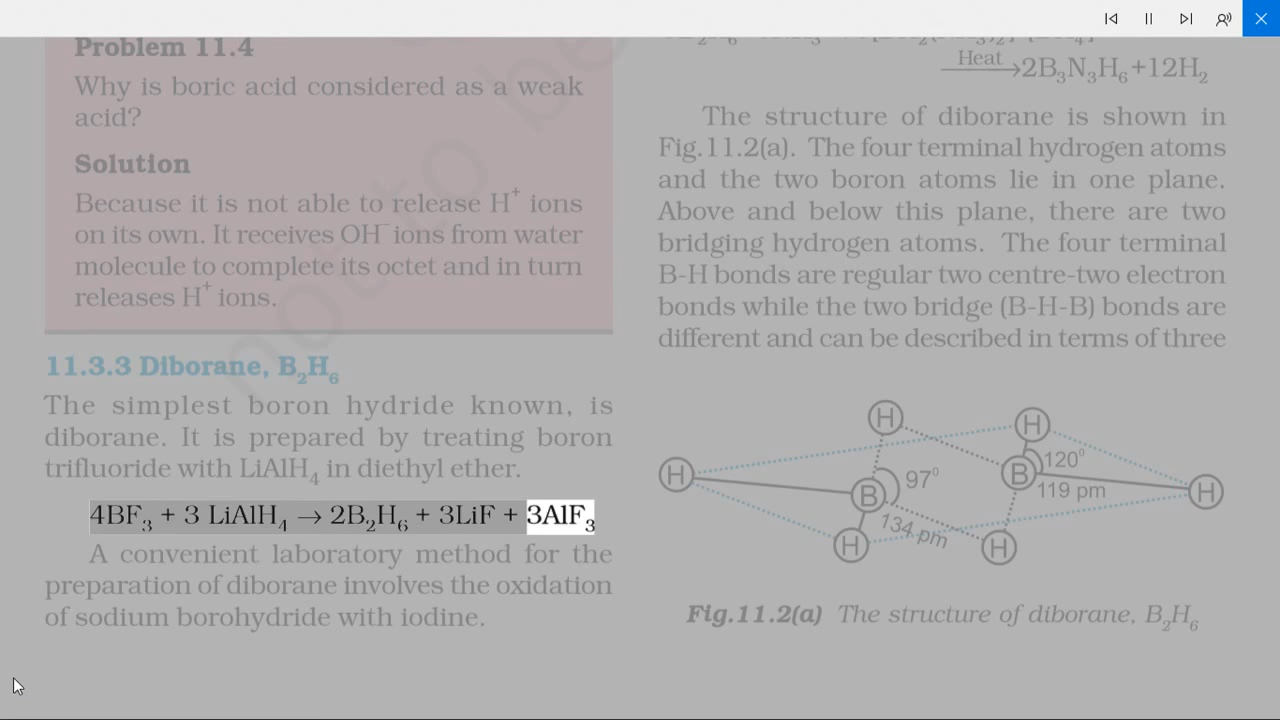 Problem 11.4
Why is boric acid considered as a weak
acid?
Solution
Because it is not able to release H⁺ ions
on its own. It receives OH⁻ ions from water
molecule to complete its octet and in turn
releases H⁺ ions.
11.3.3 Diborane, B₂H₆
The simplest boron hydride known, is
diborane. It is prepared by treating boron
trifluoride with LiAlH₄ in diethyl ether.
4BF₃ + 3 LiAlH₄ → 2B₂H₆ + 3LiF + 3AlF₃
A convenient laboratory method for the
preparation of diborane involves the oxidation
of sodium borohydride with iodine.
Heat
→2B₃N₃H₆+12H₂
The structure of diborane is shown in
Fig.11.2(a). The four terminal hydrogen atoms
and the two boron atoms lie in one plane.
Above and below this plane, there are two
bridging hydrogen atoms. The four terminal
B-H bonds are regular two centre-two electron
bonds while the two bridge (B-H-B) bonds are
different and can be described in terms of three
H H
H B 97⁰ B 120⁰ H
119 pm
134 pm
H H
Fig.11.2(a) The structure of diborane, B₂H₆
not to be